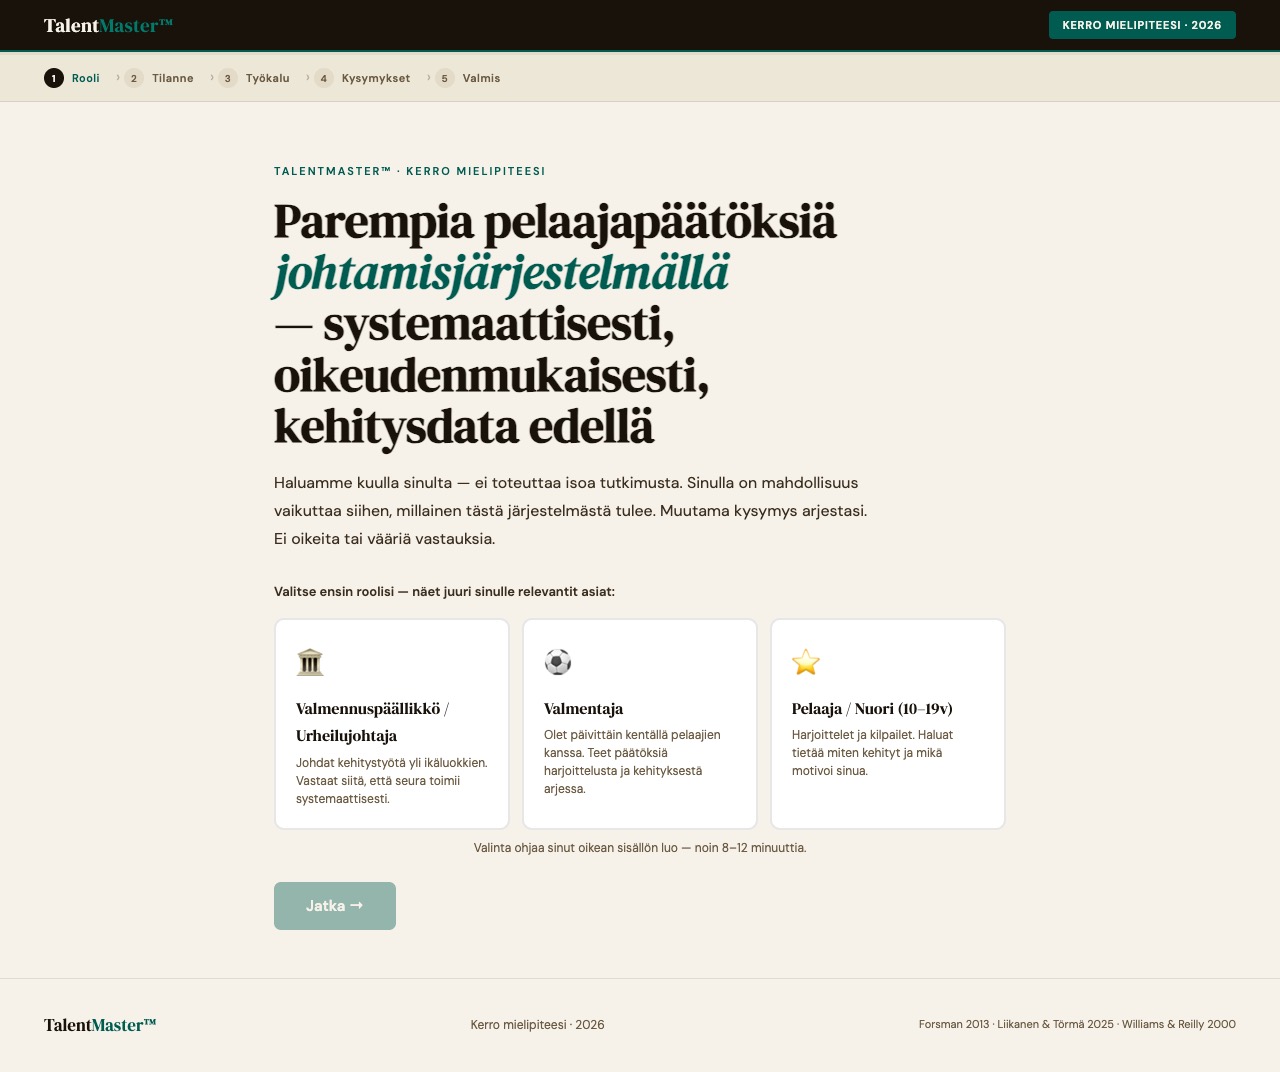 TalentMaster™
KERRO MIELIPITEESI · 2026
1 Rooli › 2 Tilanne › 3 Työkalu › 4 Kysymykset › 5 Valmis
TALENTMASTER™ · KERRO MIELIPITEESI
Parempia pelaajapäätöksiä
johtamisjärjestelmällä
— systemaattisesti,
oikeudenmukaisesti,
kehitysdata edellä
Haluamme kuulla sinulta — ei toteuttaa isoa tutkimusta. Sinulla on mahdollisuus
vaikuttaa siihen, millainen tästä järjestelmästä tulee. Muutama kysymys arjestasi.
Ei oikeita tai vääriä vastauksia.
Valitse ensin roolisi — näet juuri sinulle relevantit asiat:
Valmennuspäällikkö /
Urheilujohtaja
Johdat kehitystyötä yli ikäluokkien.
Vastaat siitä, että seura toimii
systemaattisesti.
Valmentaja
Olet päivittäin kentällä pelaajien
kanssa. Teet päätöksiä
harjoittelusta ja kehityksestä
arjessa.
Pelaaja / Nuori (10–19v)
Harjoittelet ja kilpailet. Haluat
tietää miten kehityt ja mikä
motivoi sinua.
Valinta ohjaa sinut oikean sisällön luo — noin 8–12 minuuttia.
Jatka →
TalentMaster™
Kerro mielipiteesi · 2026
Forsman 2013 · Liikanen & Törmä 2025 · Williams & Reilly 2000